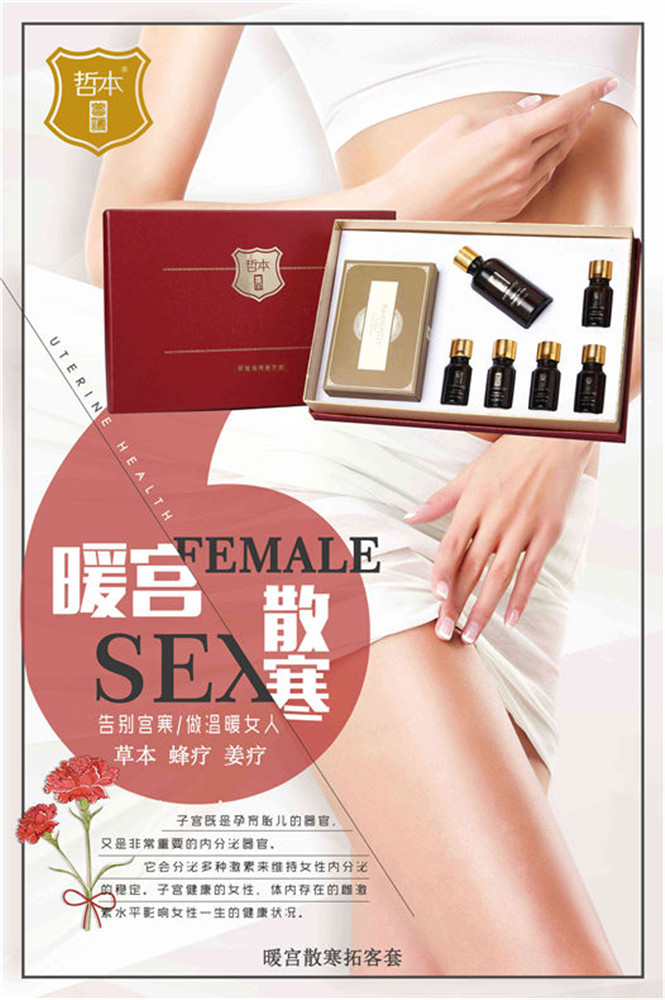 哲本®
哲本
UTERINE HEALTH
暖宫
FEMALE
散寒
SEX
告别宫寒/做温暖女人
草本 蜂疗 姜疗
子宫既是孕育胎儿的器官，
又是非常重要的内分泌器官。
它会分泌多种激素来维持女性内分泌
的稳定。子宫健康的女性，体内存在的雌激
素水平影响女性一生的健康状况。
暖宫散寒拓客套